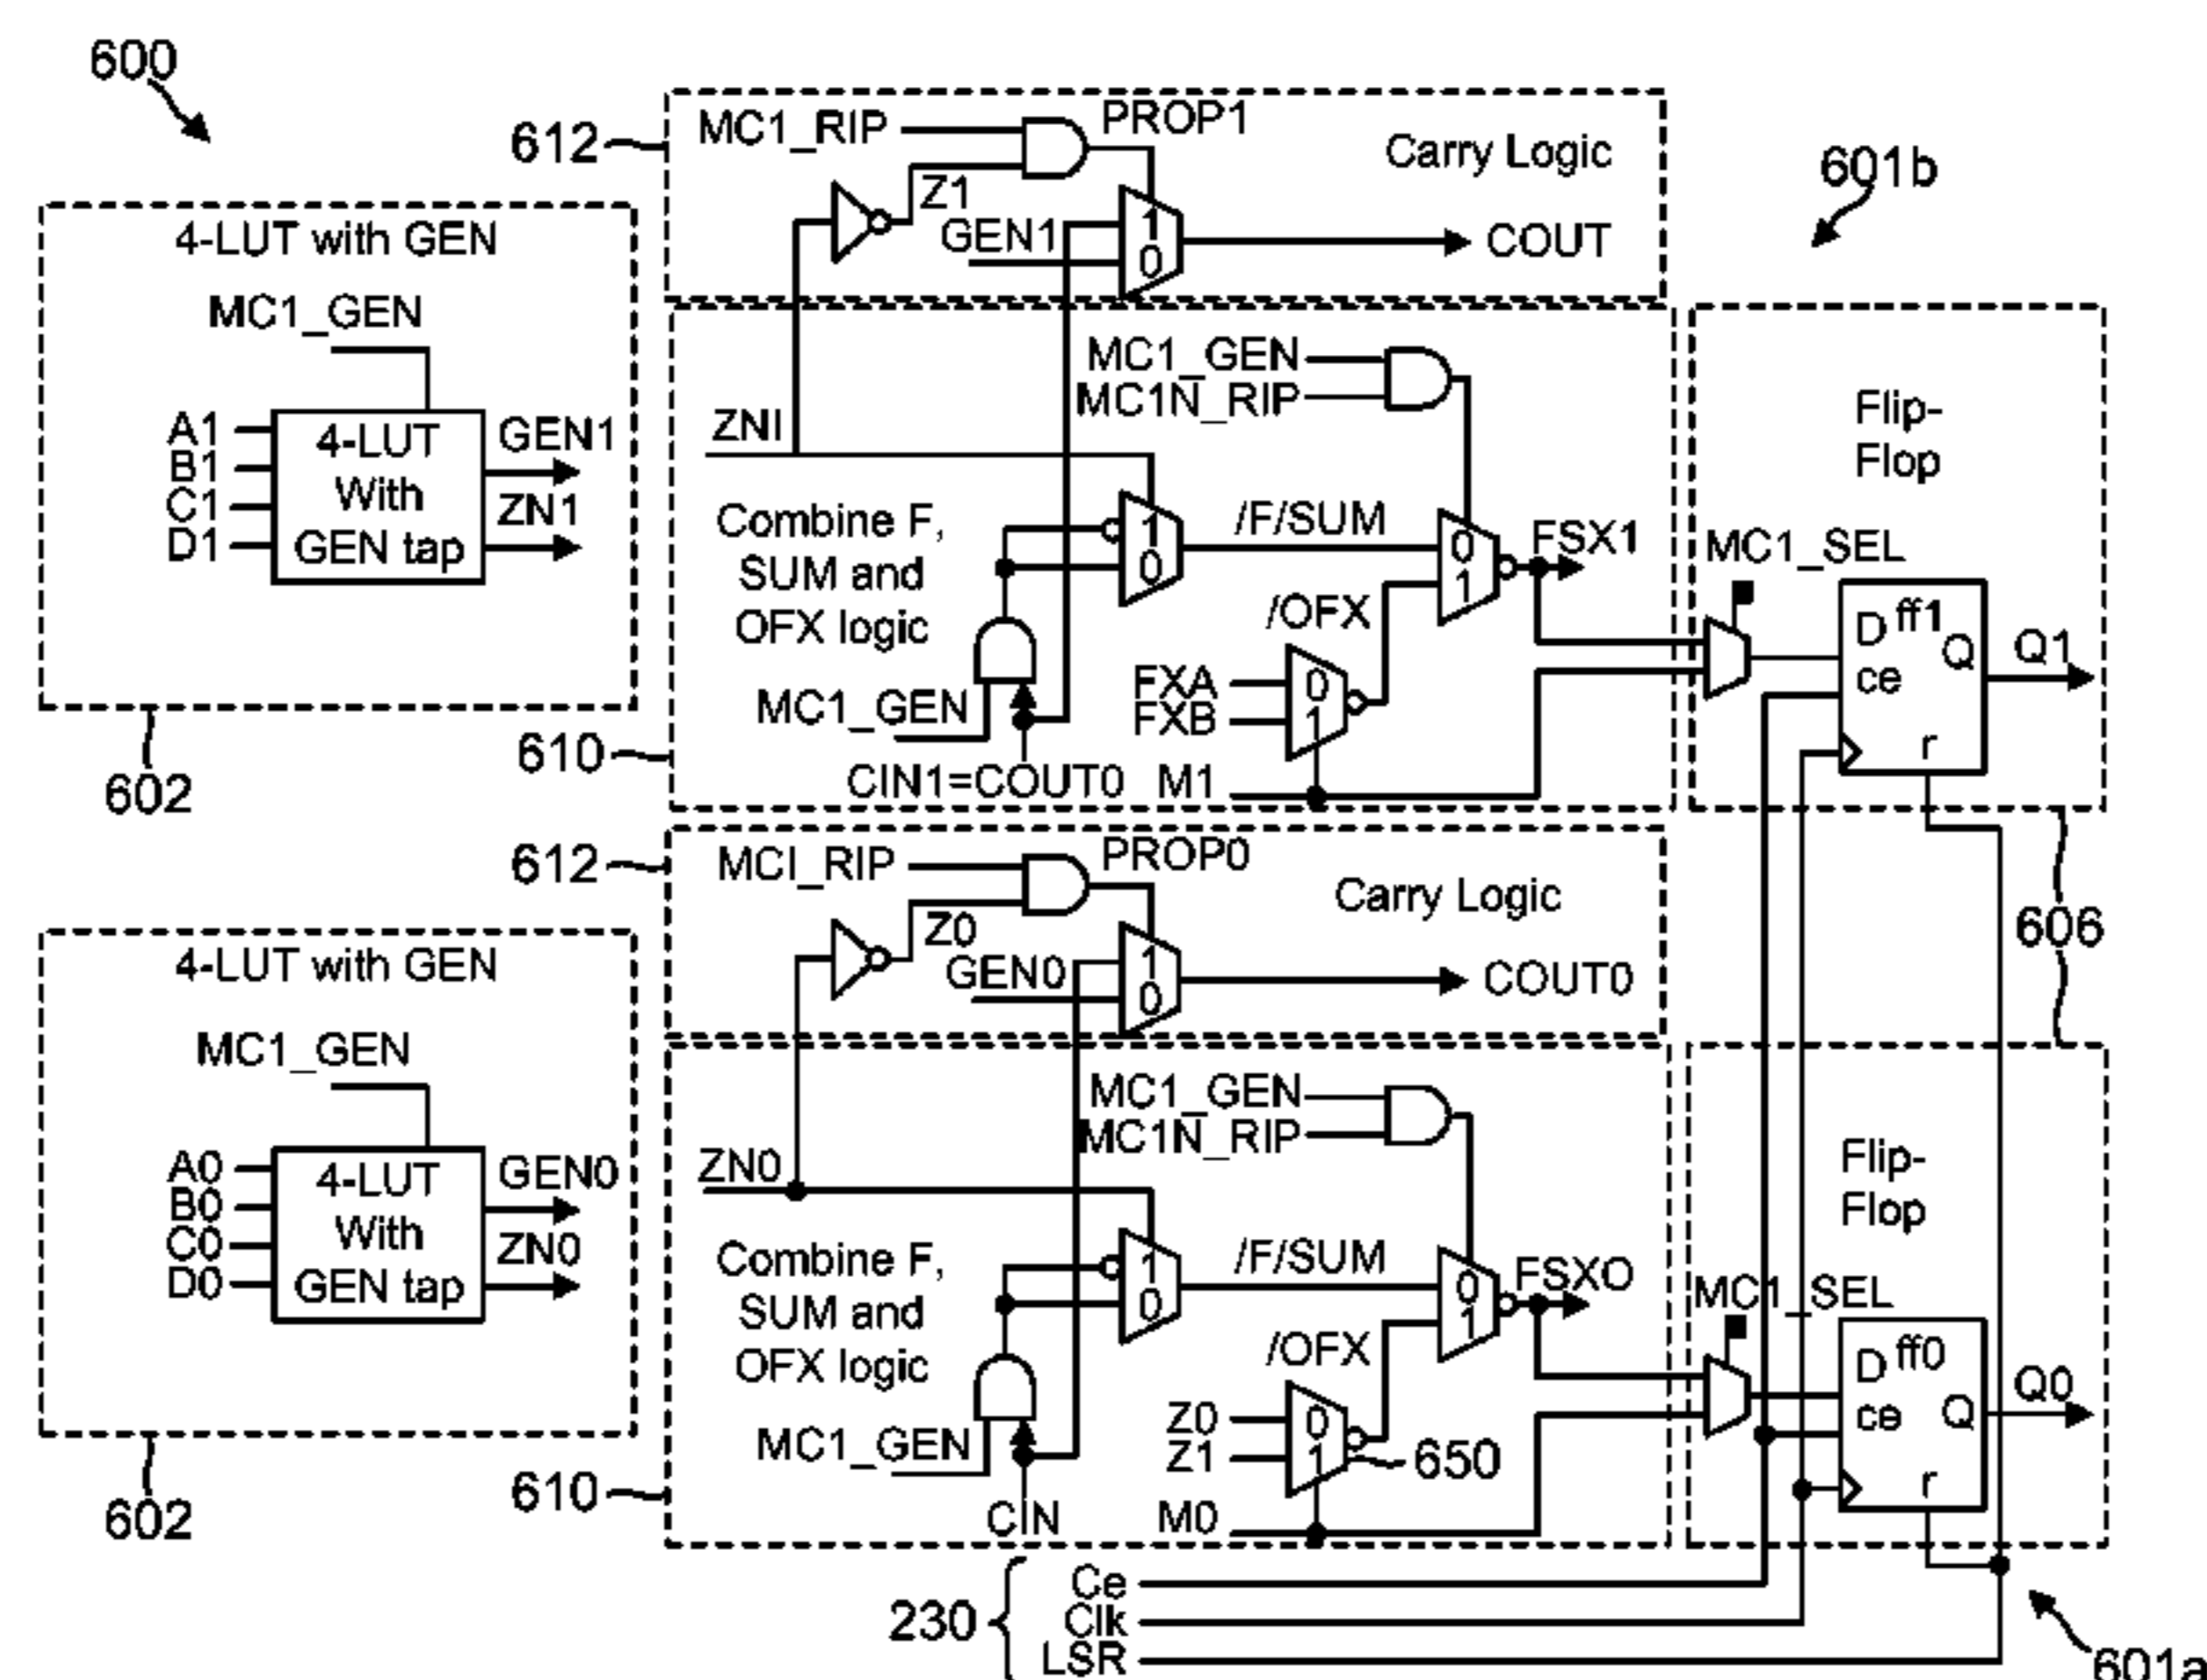 600
4-LUT with GEN
MC1_GEN
A1
B1
C1
D1
4-LUT
With
GEN tap
GEN1
ZN1
602
612
MC1_RIP
PROP1
Carry Logic
Z1
GEN1
1
0
COUT
601b
610
MC1_GEN
MC1N_RIP
ZNI
Combine F,
SUM and
OFX logic
1
0
/F/SUM
0
1
FSX1
/OFX
FXA
FXB
0
1
MC1_GEN
CIN1=COUT0
M1
Flip-
Flop
MC1_SEL
D
ff1
Q
ce
r
Q1
606
4-LUT with GEN
MC1_GEN
A0
B0
C0
D0
4-LUT
With
GEN tap
GEN0
ZN0
602
612
MCI_RIP
PROP0
Carry Logic
Z0
GEN0
1
0
COUT0
610
MC1_GEN
MC1N_RIP
ZN0
Combine F,
SUM and
OFX logic
1
0
/F/SUM
0
1
FSXO
/OFX
Z0
Z1
0
1
650
MC1_GEN
CIN
M0
Flip-
Flop
MC1_SEL
D
ff0
Q
ce
r
Q0
230
Ce
Clk
LSR
601a